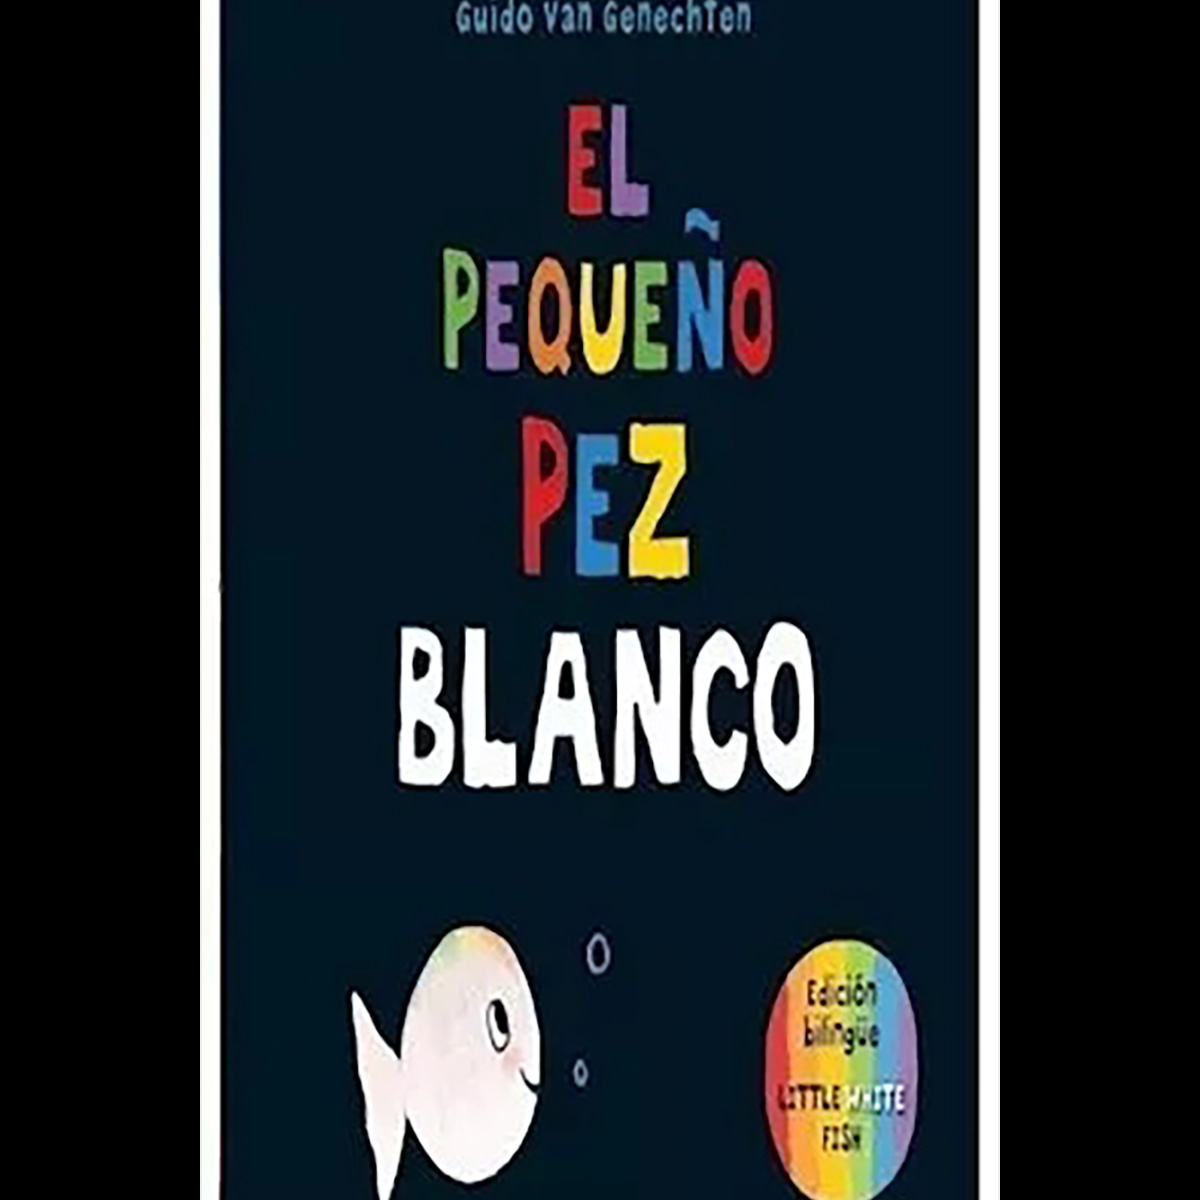 Guido Van Genechten
EL
PEQUEÑO
PEZ
BLANCO
Edición
bilingüe
LITTLE WHITE
FISH